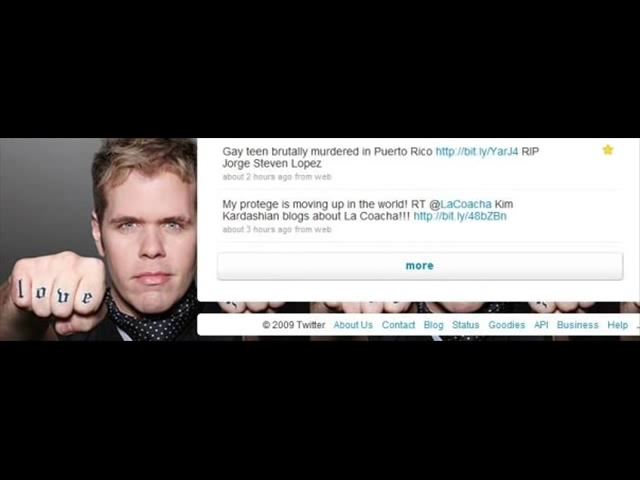 Gay teen brutally murdered in Puerto Rico http://bit.ly/YarJ4 RIP
Jorge Steven Lopez
about 2 hours ago from web
My protege is moving up in the world! RT @LaCoacha Kim
Kardashian blogs about La Coacha!!! http://bit.ly/48bZBn
about 3 hours ago from web
more
love
© 2009 Twitter About Us Contact Blog Status Goodies API Business Help